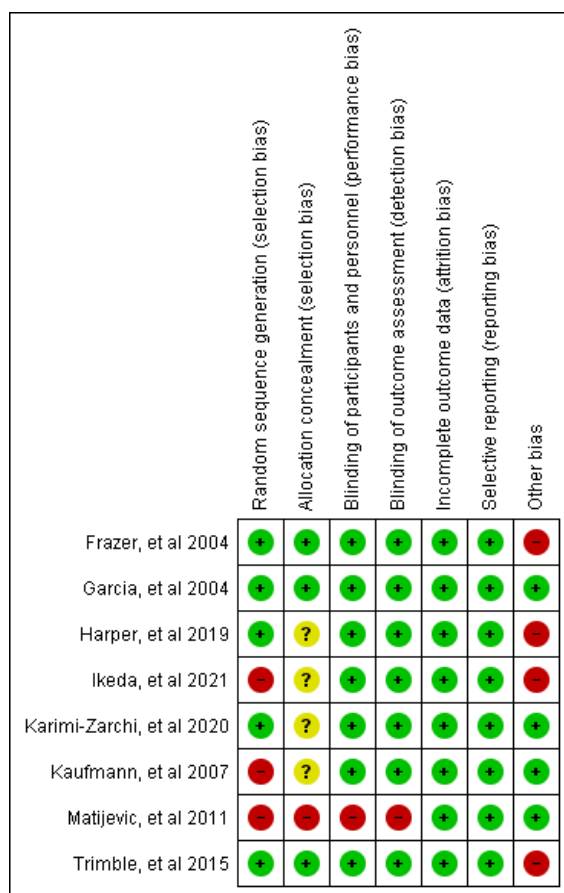 Random sequence generation (selection bias)
Allocation concealment (selection bias)
Blinding of participants and personnel (performance bias)
Blinding of outcome assessment (detection bias)
Incomplete outcome data (attrition bias)
Selective reporting (reporting bias)
Other bias
Frazer, et al 2004 + + + + + + -
Garcia, et al 2004 + + + + + + +
Harper, et al 2019 + ? + + + + -
Ikeda, et al 2021 - ? + + + + -
Karimi-Zarchi, et al 2020 + ? + + + + +
Kaufmann, et al 2007 - ? + + + + +
Matijevic, et al 2011 - - - - + + +
Trimble, et al 2015 + + + + + + -